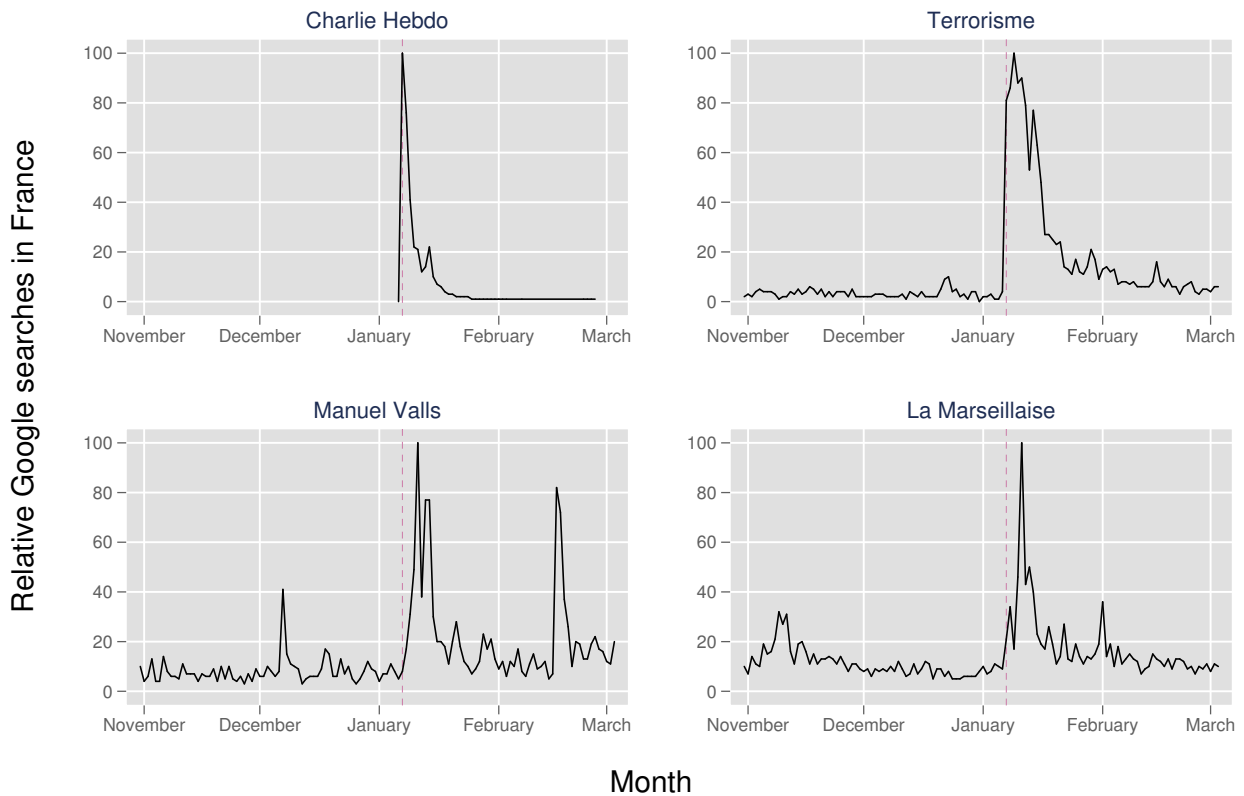 Charlie Hebdo
Terrorisme
100
80
60
40
20
0
November December January February March
100
80
60
40
20
0
November December January February March
Relative Google searches in France
Manuel Valls
La Marseillaise
100
80
60
40
20
0
November December January February March
100
80
60
40
20
0
November December January February March
Month